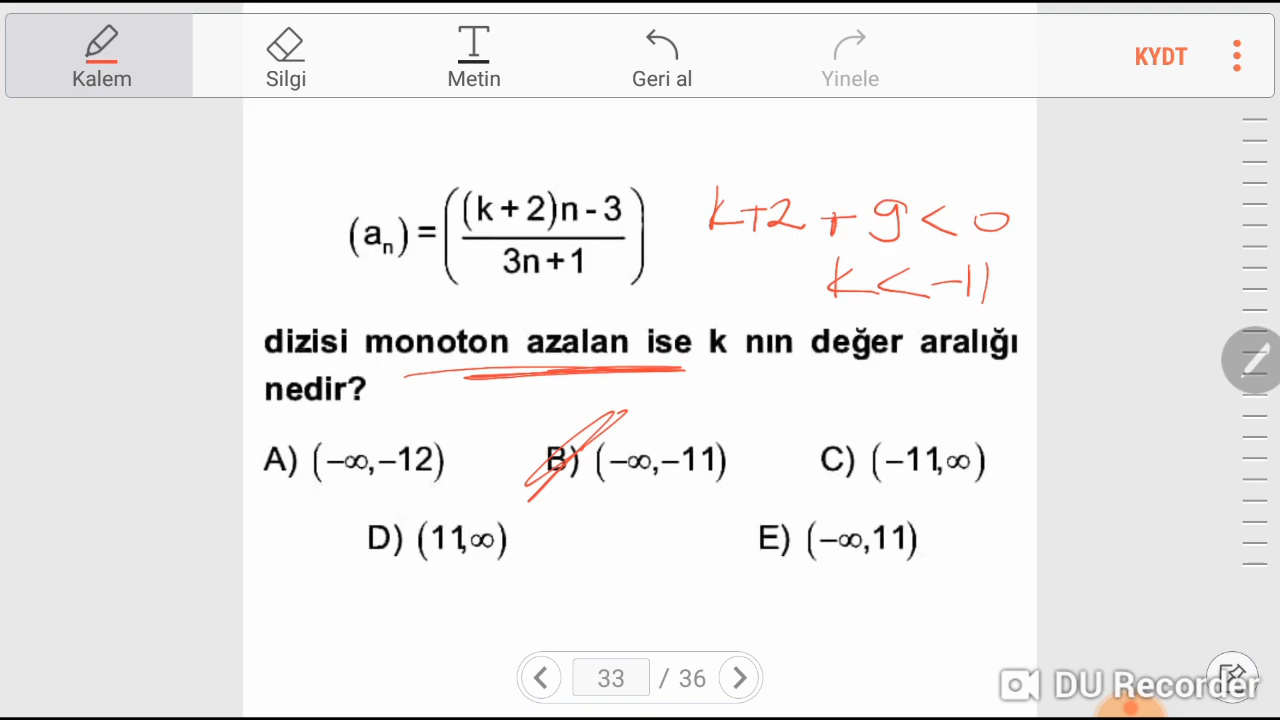 Kalem
Silgi
Metin
Geri al
Yinele
KYDT
(aₙ) = ((k + 2)n - 3 / 3n + 1)
k+2 + 9 < 0
k < -11
dizisi monoton azalan ise k nın değer aralığı
nedir?
A) (-∞,-12) B) (-∞,-11) C) (-11,∞)
D) (11,∞) E) (-∞,11)
33 / 36
DU Recorder